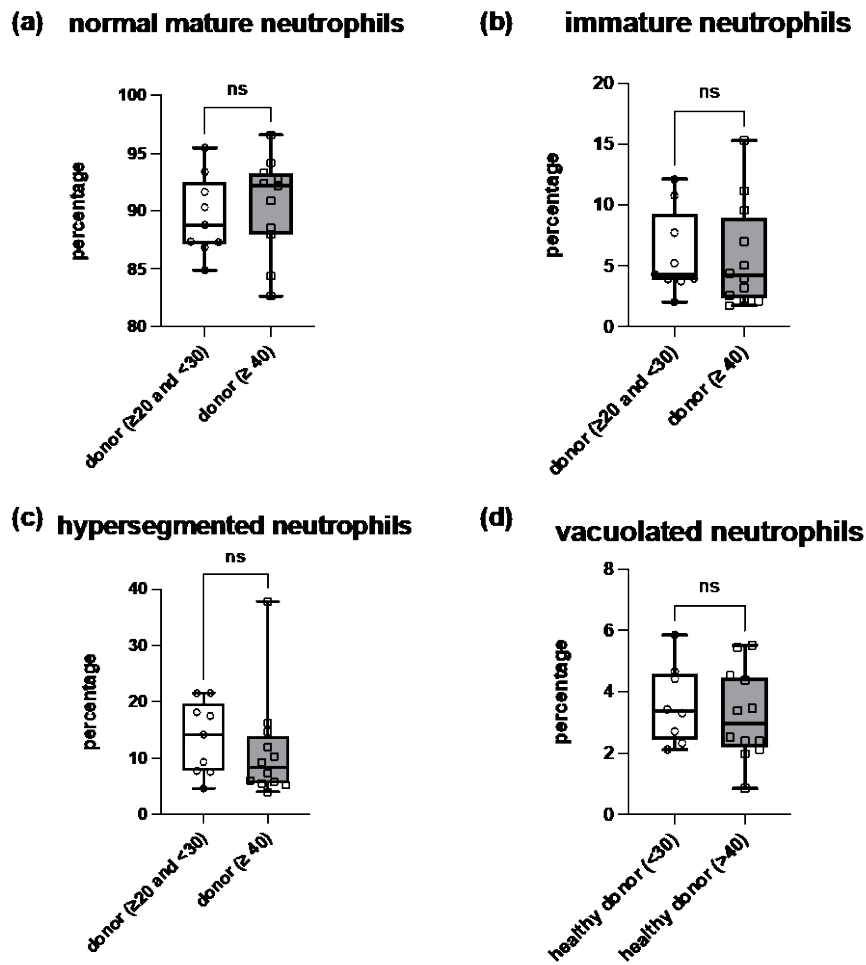 (a) normal mature neutrophils
ns
100
95
90
85
80
percentage
donor (≥20 and <30)
donor (≥ 40)
(b) immature neutrophils
ns
20
15
10
5
0
percentage
donor (≥20 and <30)
donor (≥ 40)
(c) hypersegmented neutrophils
ns
40
30
20
10
0
percentage
donor (≥20 and <30)
donor (≥ 40)
(d) vacuolated neutrophils
ns
8
6
4
2
0
percentage
healthy donor (<30)
healthy donor (>40)